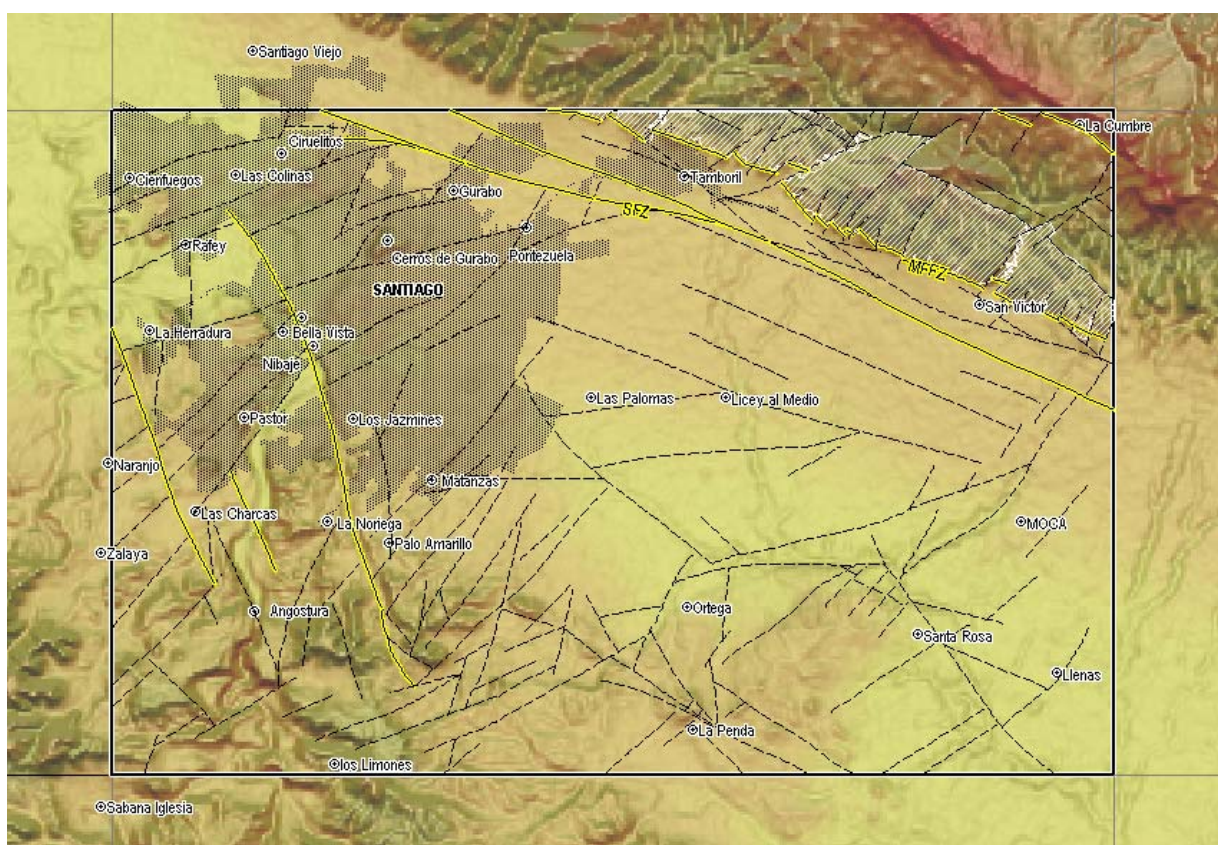 Santiago Viejo
La Cumbre
Ciruelitos
Cienfuegos
Las Colinas
Tamboril
Gurabo
SFZ
Rafey
Pontezuela
Cerros de Gurabo
MFFZ
SANTIAGO
San Victor
La Herradura
Bella Vista
Nibaje
Las Palomas
Licey al Medio
Pastor
Los Jazmines
Naranjo
Matanzas
Las Charcas
La Noriega
MOCA
Palo Amarillo
Zalaya
Angostura
Ortega
Santa Rosa
Llenas
La Penda
los Limones
Sabana Iglesia